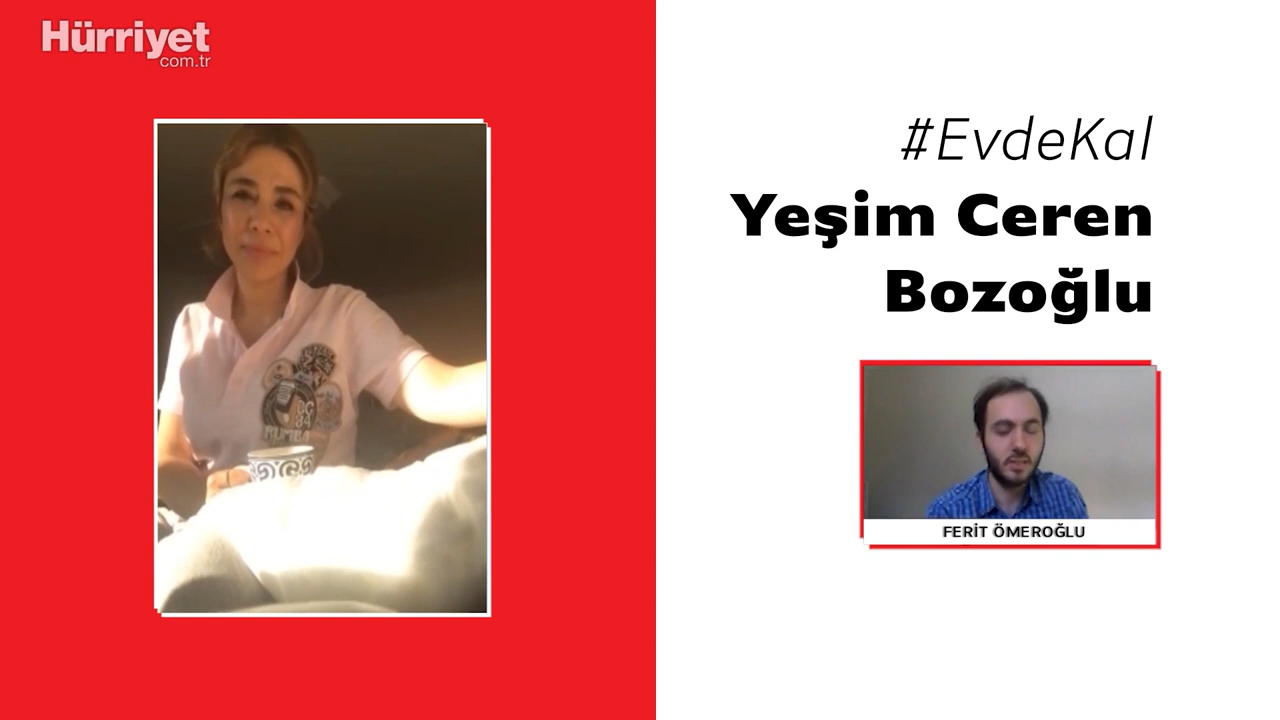 Hürriyet
com.tr
#EvdeKal
Yeşim Ceren
Bozoğlu
FERİT ÖMEROĞLU